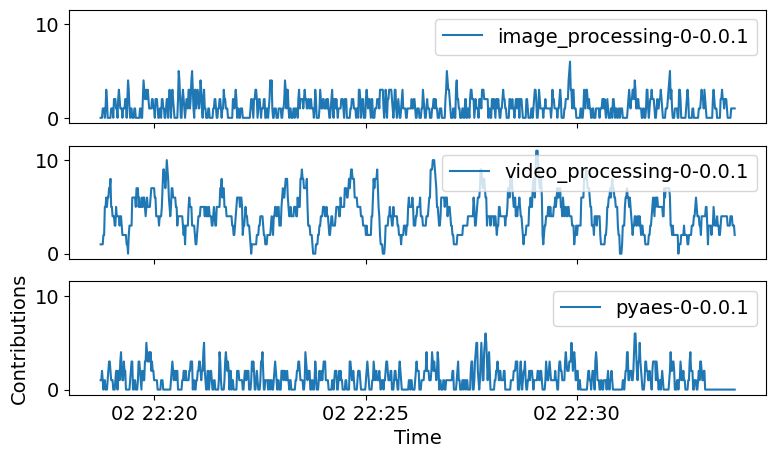 10
0
image_processing-0-0.0.1
10
0
video_processing-0-0.0.1
10
0
pyaes-0-0.0.1
Contributions
02 22:20
02 22:25
02 22:30
Time